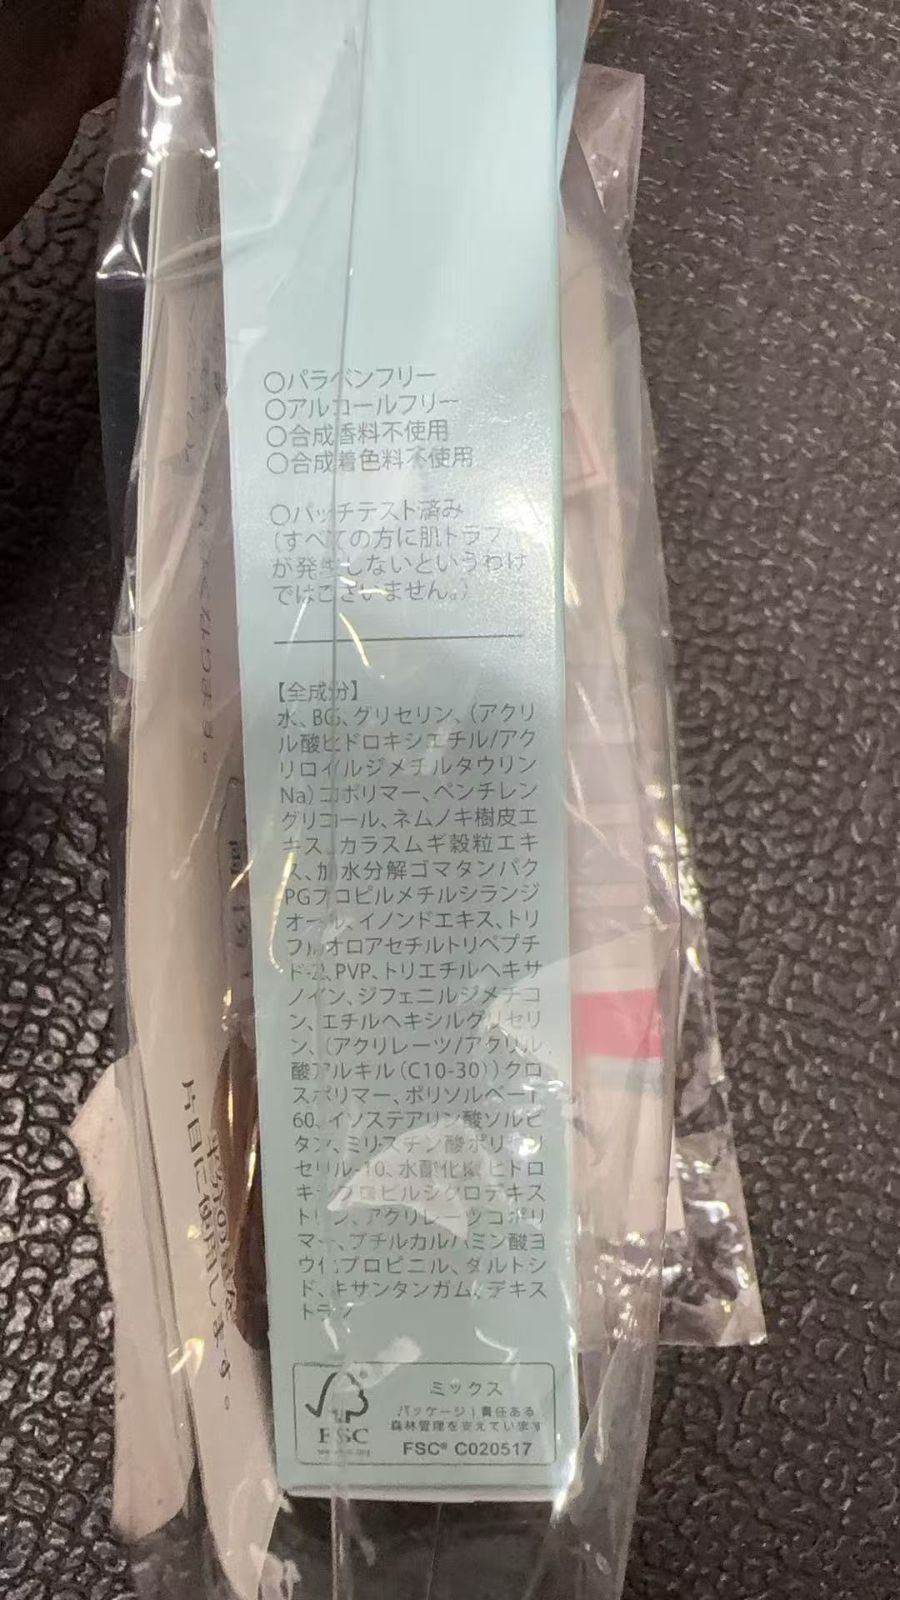 ○パラベンフリー
○アルコールフリー
○合成香料不使用
○合成着色料不使用
○パッチテスト済み
(すべての方に肌トラブ
が発生しないというわけ
ではございません。)
【全成分】
水、BG、グリセリン、(アクリ
ル酸ヒドロキシエチル/アク
リロイルジメチルタウリン
Na)コポリマー、ペンチレン
グリコール、ネムノキ樹皮エ
キス、カラスムギ穀粒エキ
ス、加水分解ゴマタンパク
PGプロピルメチルシランジ
オール、イノンドエキス、トリ
フルオロアセチルトリペプチ
ド-2、PVP、トリエチルヘキサ
ノイン、ジフェニルジメチコ
ン、エチルヘキシルグリセリ
ン、(アクリレーツ/アクリル
酸アルキル(C10-30))クロ
スポリマー、ポリソルベート
60、イソステアリン酸ソルビ
タン、ミリスチン酸ポリグリ
セリル-10、水酸化
ヒドロ
キシプロピルシクロデキス
トリン、アクリレーツコポリ
マー、ブチルカルバミン酸ヨ
ウ化プロピニル、ダルトシ
ド、キサンタンガム、デキス
トラン
ミックス
パッケージ|責任ある
森林管理を支えています
FSC
FSC® C020517